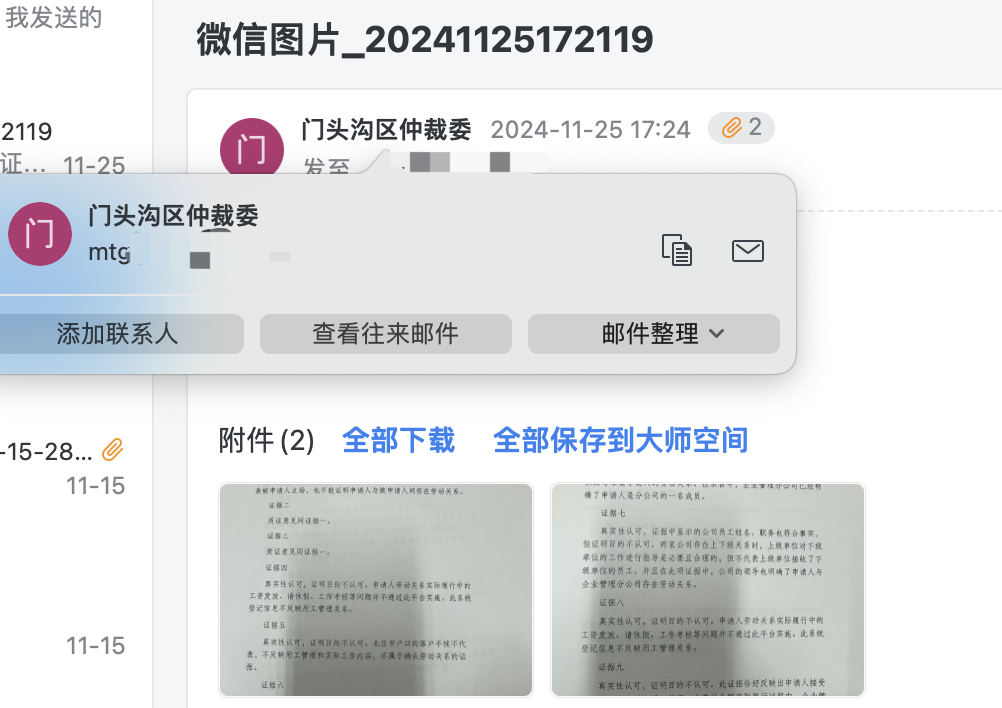 我发送的
微信图片_20241125172119
2119
证... 11-25
门 门头沟区仲裁委 2024-11-25 17:24 2
发至
门 门头沟区仲裁委
mtg
添加联系人 查看往来邮件 邮件整理
-15-28...
11-15
11-15
附件 (2) 全部下载 全部保存到大师空间
表被申请人立场，也不能证明申请人与被申请人间存在劳动关系。
证据二
质证意见同证据一。
证据三
质证意见同证据一。
证据四
真实性认可，证明目的不认可。申请人劳动关系实际履行中的
工资发放、请休假、工作考核等问题并不通过此平台实施。此系统
登记信息不反映用工管理关系。
证据五
真实性认可，证明目的不认可。北京市户口的落户手续不代
表，不反映用工管理和实际工作内容，不属于确认劳动关系的证
据。
证据六
企业管理分公司已经明
确了申请人是分公司的一名成员。
证据七
真实性认可，证据中显示的公司员工姓名、职务也符合事实，
但证明目的不认可。两家公司存在上下级关系时，上级单位对下级
单位的工作进行指导是必要且合理的，但不代表上级单位接收了下
级单位的员工。并且在此项证据中，公司的领导也明确了申请人与
企业管理分公司存在劳动关系。
证据八
真实性认可，证明目的不认可。申请人劳动关系实际履行中的
工资发放、请休假、工作考核等问题并不通过此平台实施。此系统
登记信息不反映用工管理关系。
证据九
真实性认可，证明目的不认可。此证据恰好反映出申请人接受